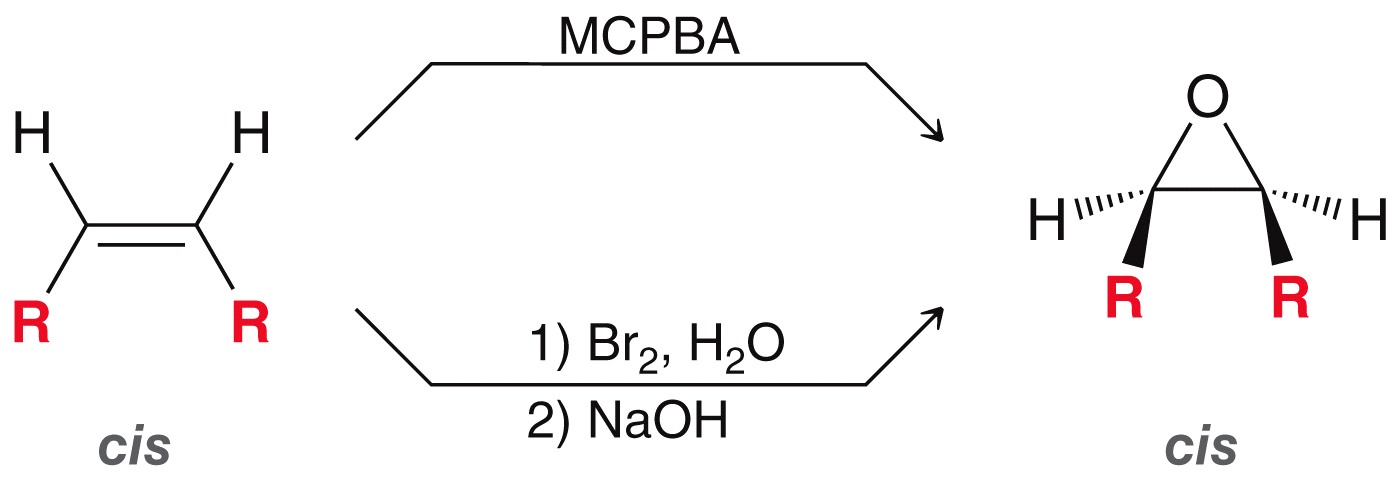 MCPBA
H H
O
H H
R R
R R
1) Br₂, H₂O
2) NaOH
cis cis